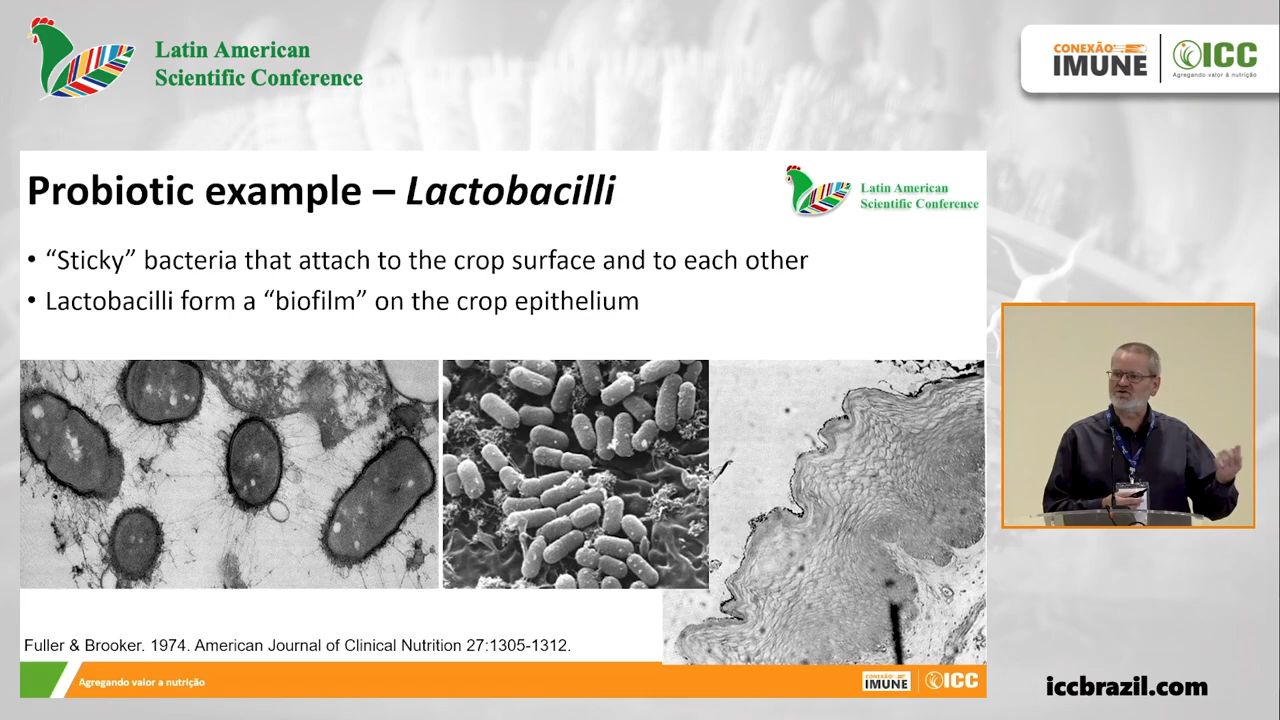 Latin American
Scientific Conference
CONEXÃO
IMUNE
ICC
Agregando valor à nutrição
Probiotic example – Lactobacilli
Latin American
Scientific Conference
• “Sticky” bacteria that attach to the crop surface and to each other
• Lactobacilli form a “biofilm” on the crop epithelium
Fuller & Brooker. 1974. American Journal of Clinical Nutrition 27:1305-1312.
Agregando valor a nutrição
CONEXÃO
IMUNE
ICC
iccbrazil.com